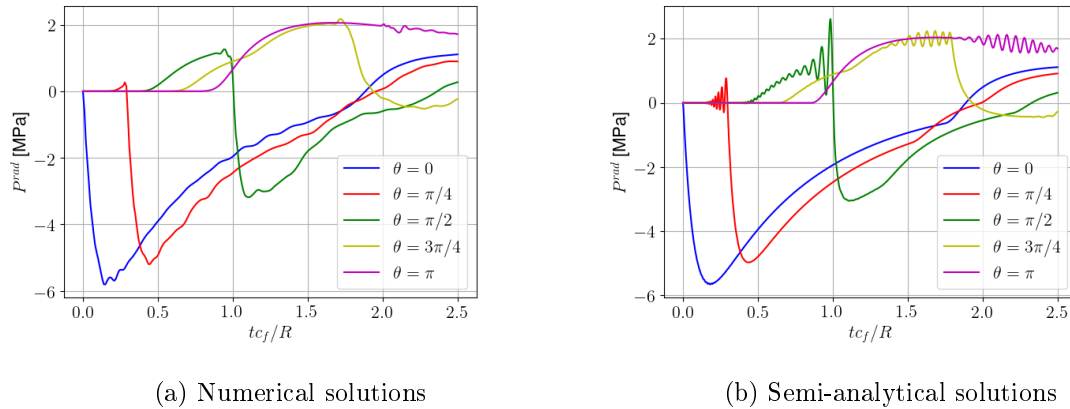 2
0
−2
−4
−6
P^{rad} [MPa]
0.0 0.5 1.0 1.5 2.0 2.5
tc_f/R
θ = 0
θ = π/4
θ = π/2
θ = 3π/4
θ = π
(a) Numerical solutions
2
0
−2
−4
−6
P^{rad} [MPa]
0.0 0.5 1.0 1.5 2.0 2.5
tc_f/R
θ = 0
θ = π/4
θ = π/2
θ = 3π/4
θ = π
(b) Semi-analytical solutions